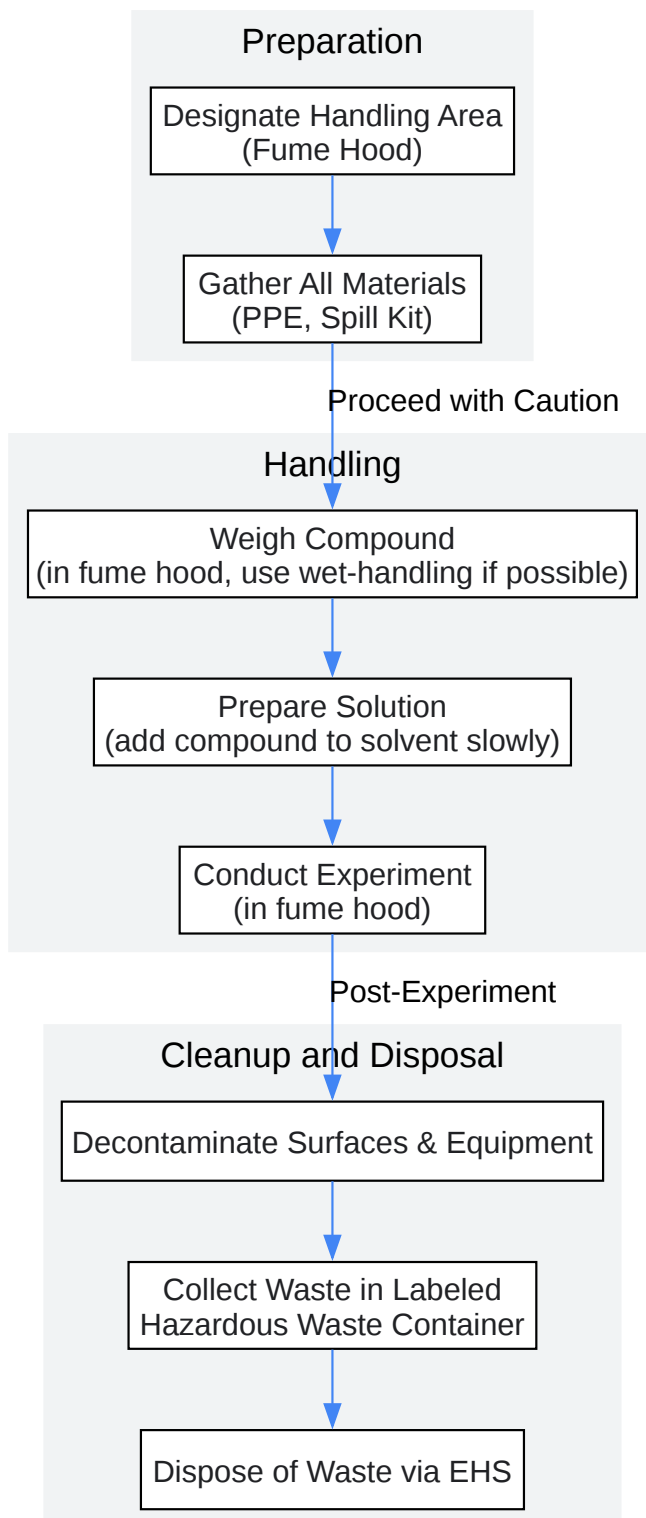 Preparation
Designate Handling Area
(Fume Hood)
Gather All Materials
(PPE, Spill Kit)
Proceed with Caution
Handling
Weigh Compound
(in fume hood, use wet-handling if possible)
Prepare Solution
(add compound to solvent slowly)
Conduct Experiment
(in fume hood)
Post-Experiment
Cleanup and Disposal
Decontaminate Surfaces & Equipment
Collect Waste in Labeled
Hazardous Waste Container
Dispose of Waste via EHS